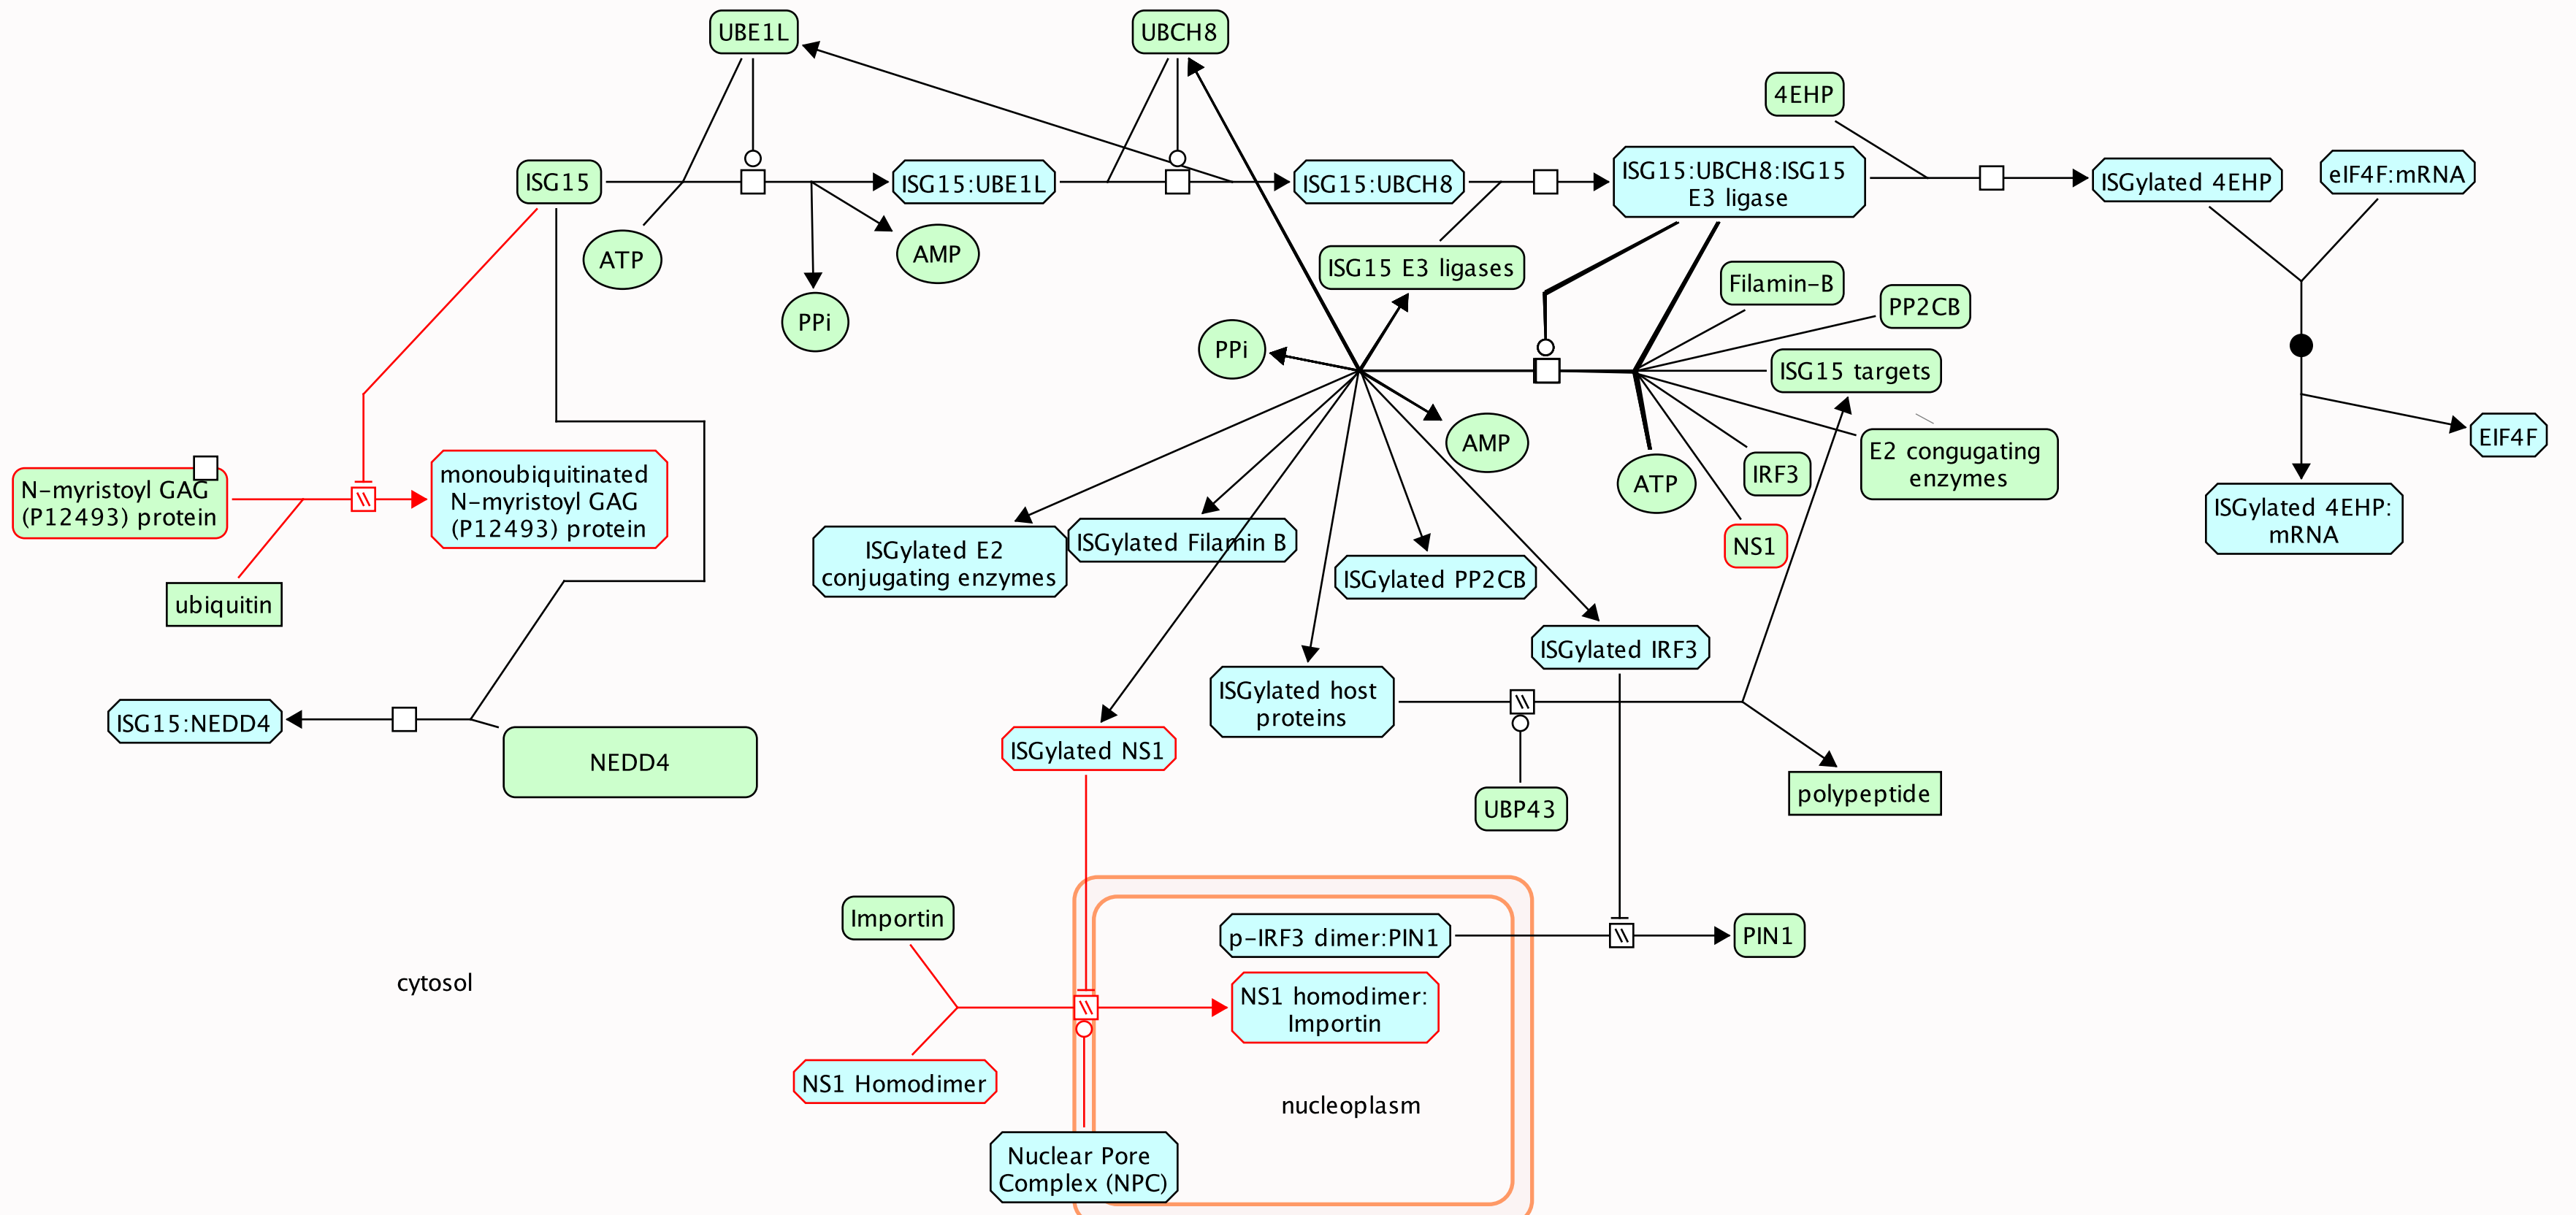 UBE1L
UBCH8
4EHP
ISG15
ISG15:UBE1L
ISG15:UBCH8
ISG15:UBCH8:ISG15
E3 ligase
ISGylated 4EHP
eIF4F:mRNA
ATP
AMP
PPi
ISG15 E3 ligases
Filamin-B
PP2CB
PPi
ISG15 targets
AMP
ATP
IRF3
E2 congugating
enzymes
EIF4F
N-myristoyl GAG
(P12493) protein
monoubiquitinated
N-myristoyl GAG
(P12493) protein
ISGylated E2
conjugating enzymes
ISGylated Filamin B
ISGylated PP2CB
NS1
ISGylated 4EHP:
mRNA
ubiquitin
ISGylated IRF3
ISG15:NEDD4
NEDD4
ISGylated NS1
ISGylated host
proteins
UBP43
polypeptide
Importin
p-IRF3 dimer:PIN1
PIN1
cytosol
NS1 homodimer:
Importin
NS1 Homodimer
nucleoplasm
Nuclear Pore
Complex (NPC)